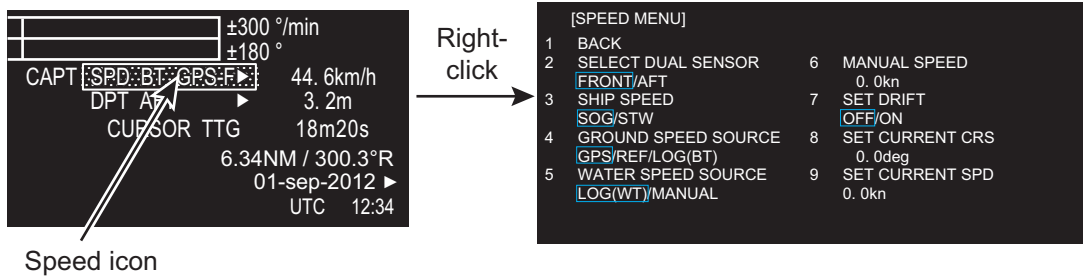 ±300 °/min
±180 °
CAPT SPD BT GPS-F► 44. 6km/h
DPT ► 3. 2m
CURSOR TTG 18m20s
6.34NM / 300.3°R
01-sep-2012 ►
UTC 12:34
Speed icon
Right-
click
[SPEED MENU]
1 BACK
2 SELECT DUAL SENSOR
FRONT/AFT
3 SHIP SPEED
SOG/STW
4 GROUND SPEED SOURCE
GPS/REF/LOG(BT)
5 WATER SPEED SOURCE
LOG(WT)/MANUAL
6 MANUAL SPEED
0. 0kn
7 SET DRIFT
OFF/ON
8 SET CURRENT CRS
0. 0deg
9 SET CURRENT SPD
0. 0kn